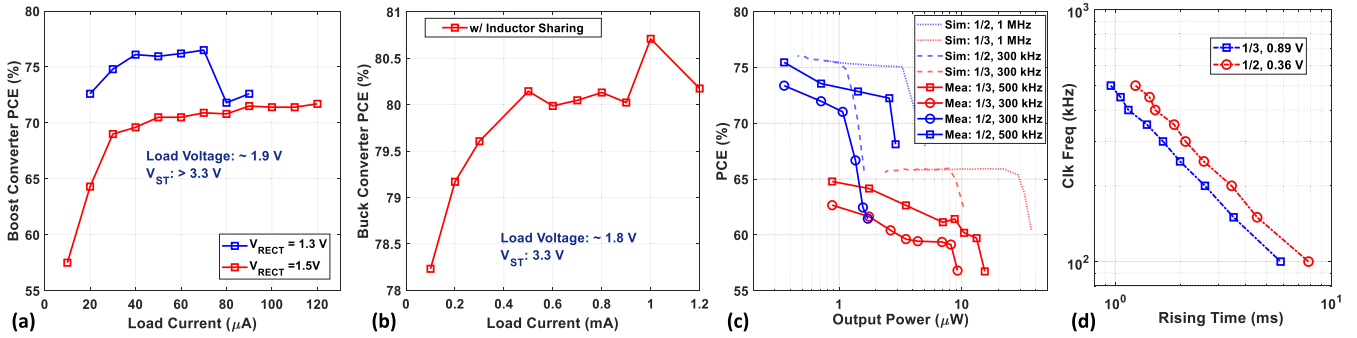 80
75
70
65
60
55
Boost Converter PCE (%)
Load Voltage: ~ 1.9 V
V_ST: > 3.3 V
V_RECT = 1.3 V
V_RECT =1.5V
0 20 40 60 80 100 120
Load Current (μA)
(a)
81
80.5
80
79.5
79
78.5
78
Buck Converter PCE (%)
w/ Inductor Sharing
Load Voltage: ~ 1.8 V
V_ST: 3.3 V
0 0.2 0.4 0.6 0.8 1 1.2
Load Current (mA)
(b)
80
75
70
65
60
55
PCE (%)
Sim: 1/2, 1 MHz
Sim: 1/3, 1 MHz
Sim: 1/2, 300 kHz
Sim: 1/3, 300 kHz
Mea: 1/3, 500 kHz
Mea: 1/3, 300 kHz
Mea: 1/2, 300 kHz
Mea: 1/2, 500 kHz
1 10
Output Power (μW)
(c)
10³
10²
Clk Freq (kHz)
1/3, 0.89 V
1/2, 0.36 V
10⁰ 10¹
Rising Time (ms)
(d)